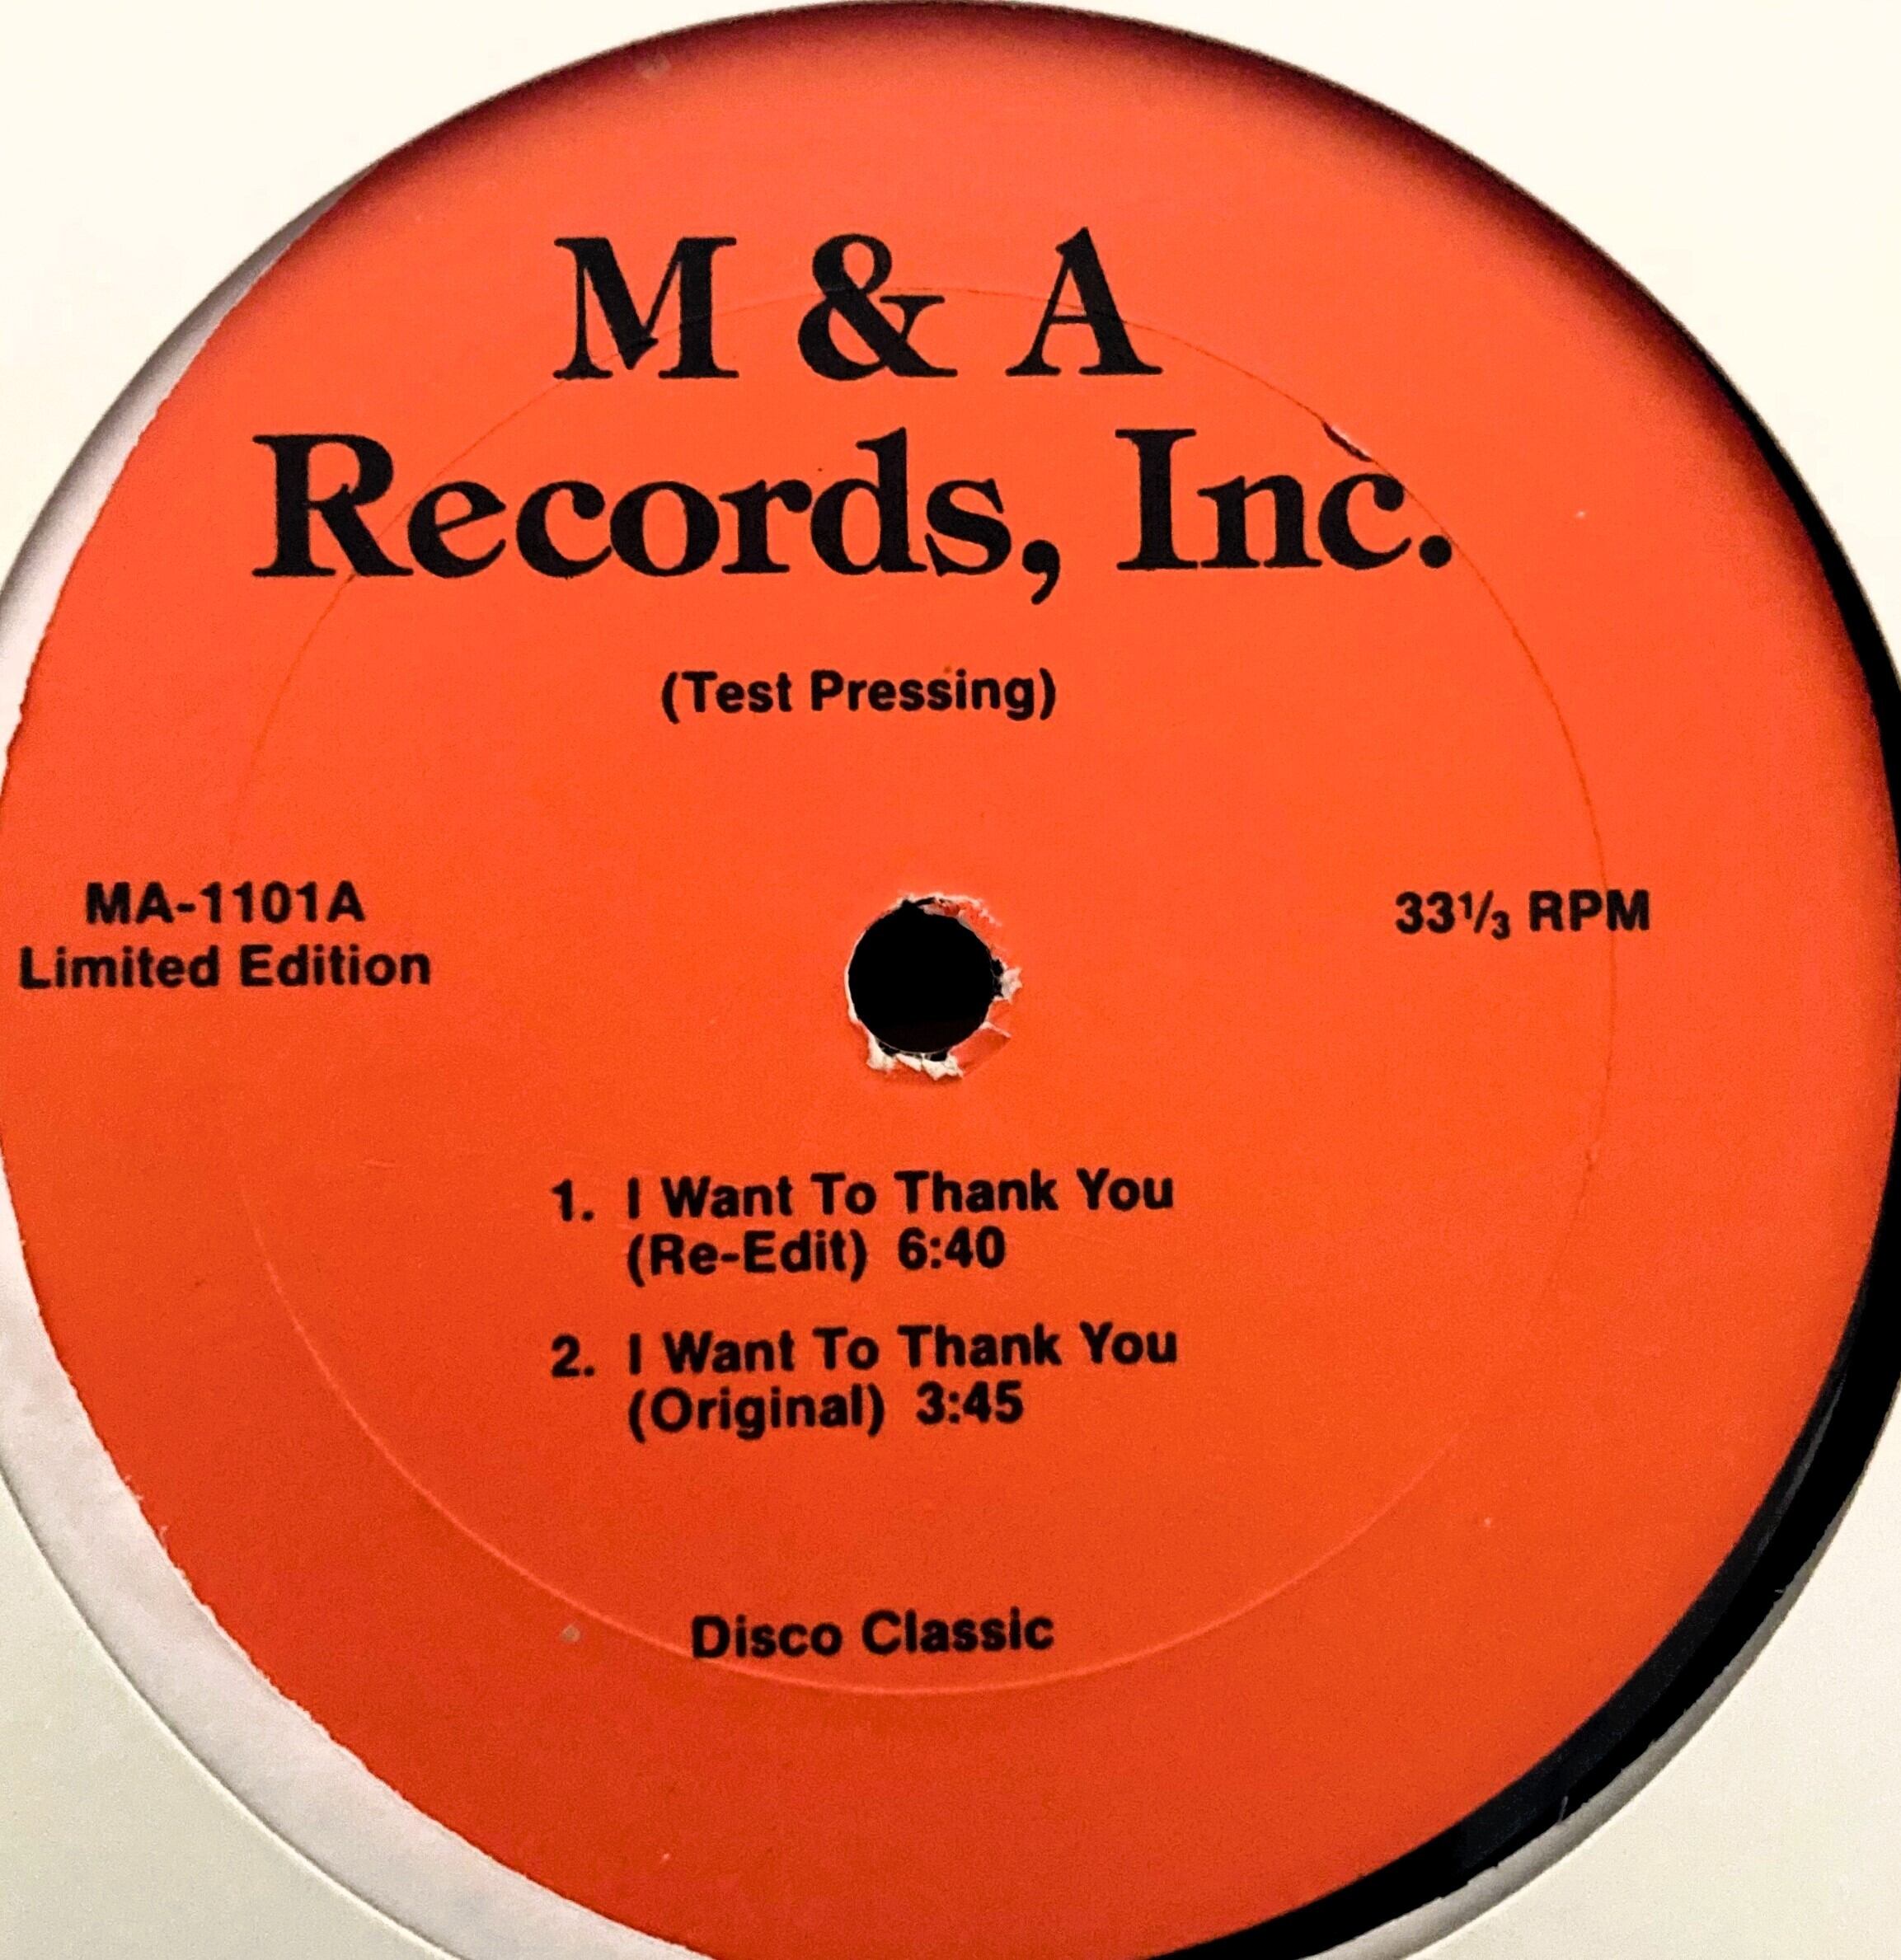 M & A
Records, Inc.
(Test Pressing)
MA-1101A
Limited Edition
33⅓ RPM
1. I Want To Thank You
(Re-Edit) 6:40
2. I Want To Thank You
(Original) 3:45
Disco Classic